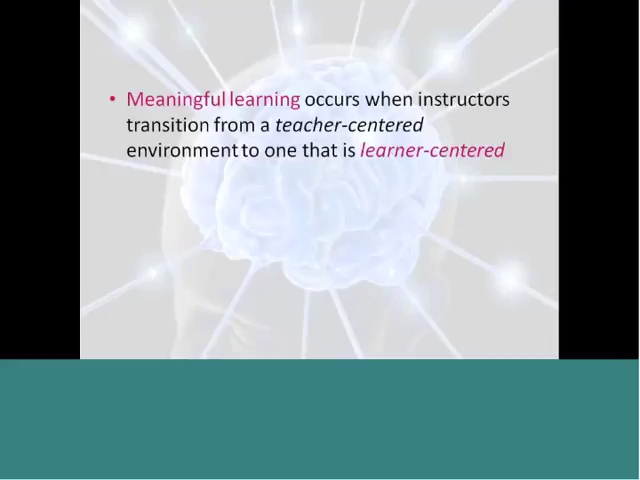 • Meaningful learning occurs when instructors
transition from a teacher-centered
environment to one that is learner-centered